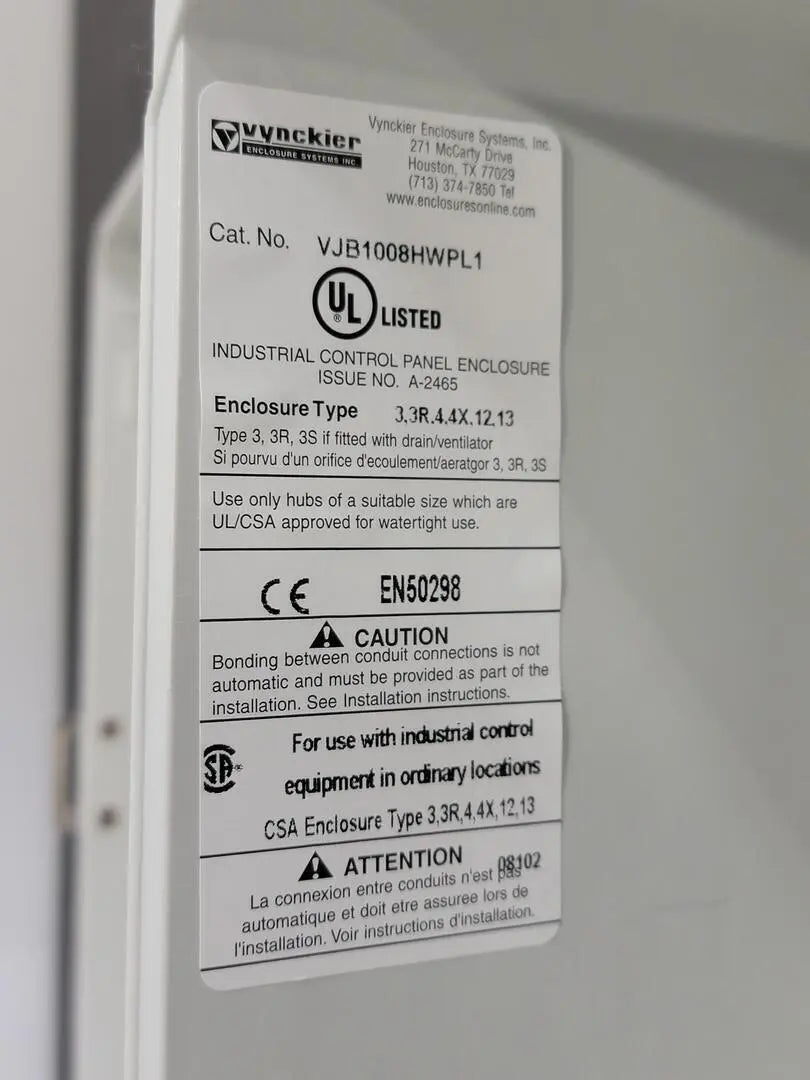 vynckier
ENCLOSURE SYSTEMS INC.
Vynckier Enclosure Systems, Inc.
271 McCarty Drive
Houston, TX 77029
(713) 374-7850 Tel
www.enclosuresonline.com
Cat. No. VJB1008HWPL1
UL ® LISTED
INDUSTRIAL CONTROL PANEL ENCLOSURE
ISSUE NO. A-2465
Enclosure Type 3,3R,4,4X,12,13
Type 3, 3R, 3S if fitted with drain/ventilator
Si pourvu d'un orifice d'ecoulement/aeratgor 3, 3R, 3S
Use only hubs of a suitable size which are
UL/CSA approved for watertight use.
CE EN50298
CAUTION
Bonding between conduit connections is not
automatic and must be provided as part of the
installation. See Installation instructions.
SA
For use with industrial control
equipment in ordinary locations
CSA Enclosure Type 3,3R,4,4X,12,13
ATTENTION 08102
La connexion entre conduits n'est pas
automatique et doit etre assuree lors de
l'installation. Voir instructions d'installation.